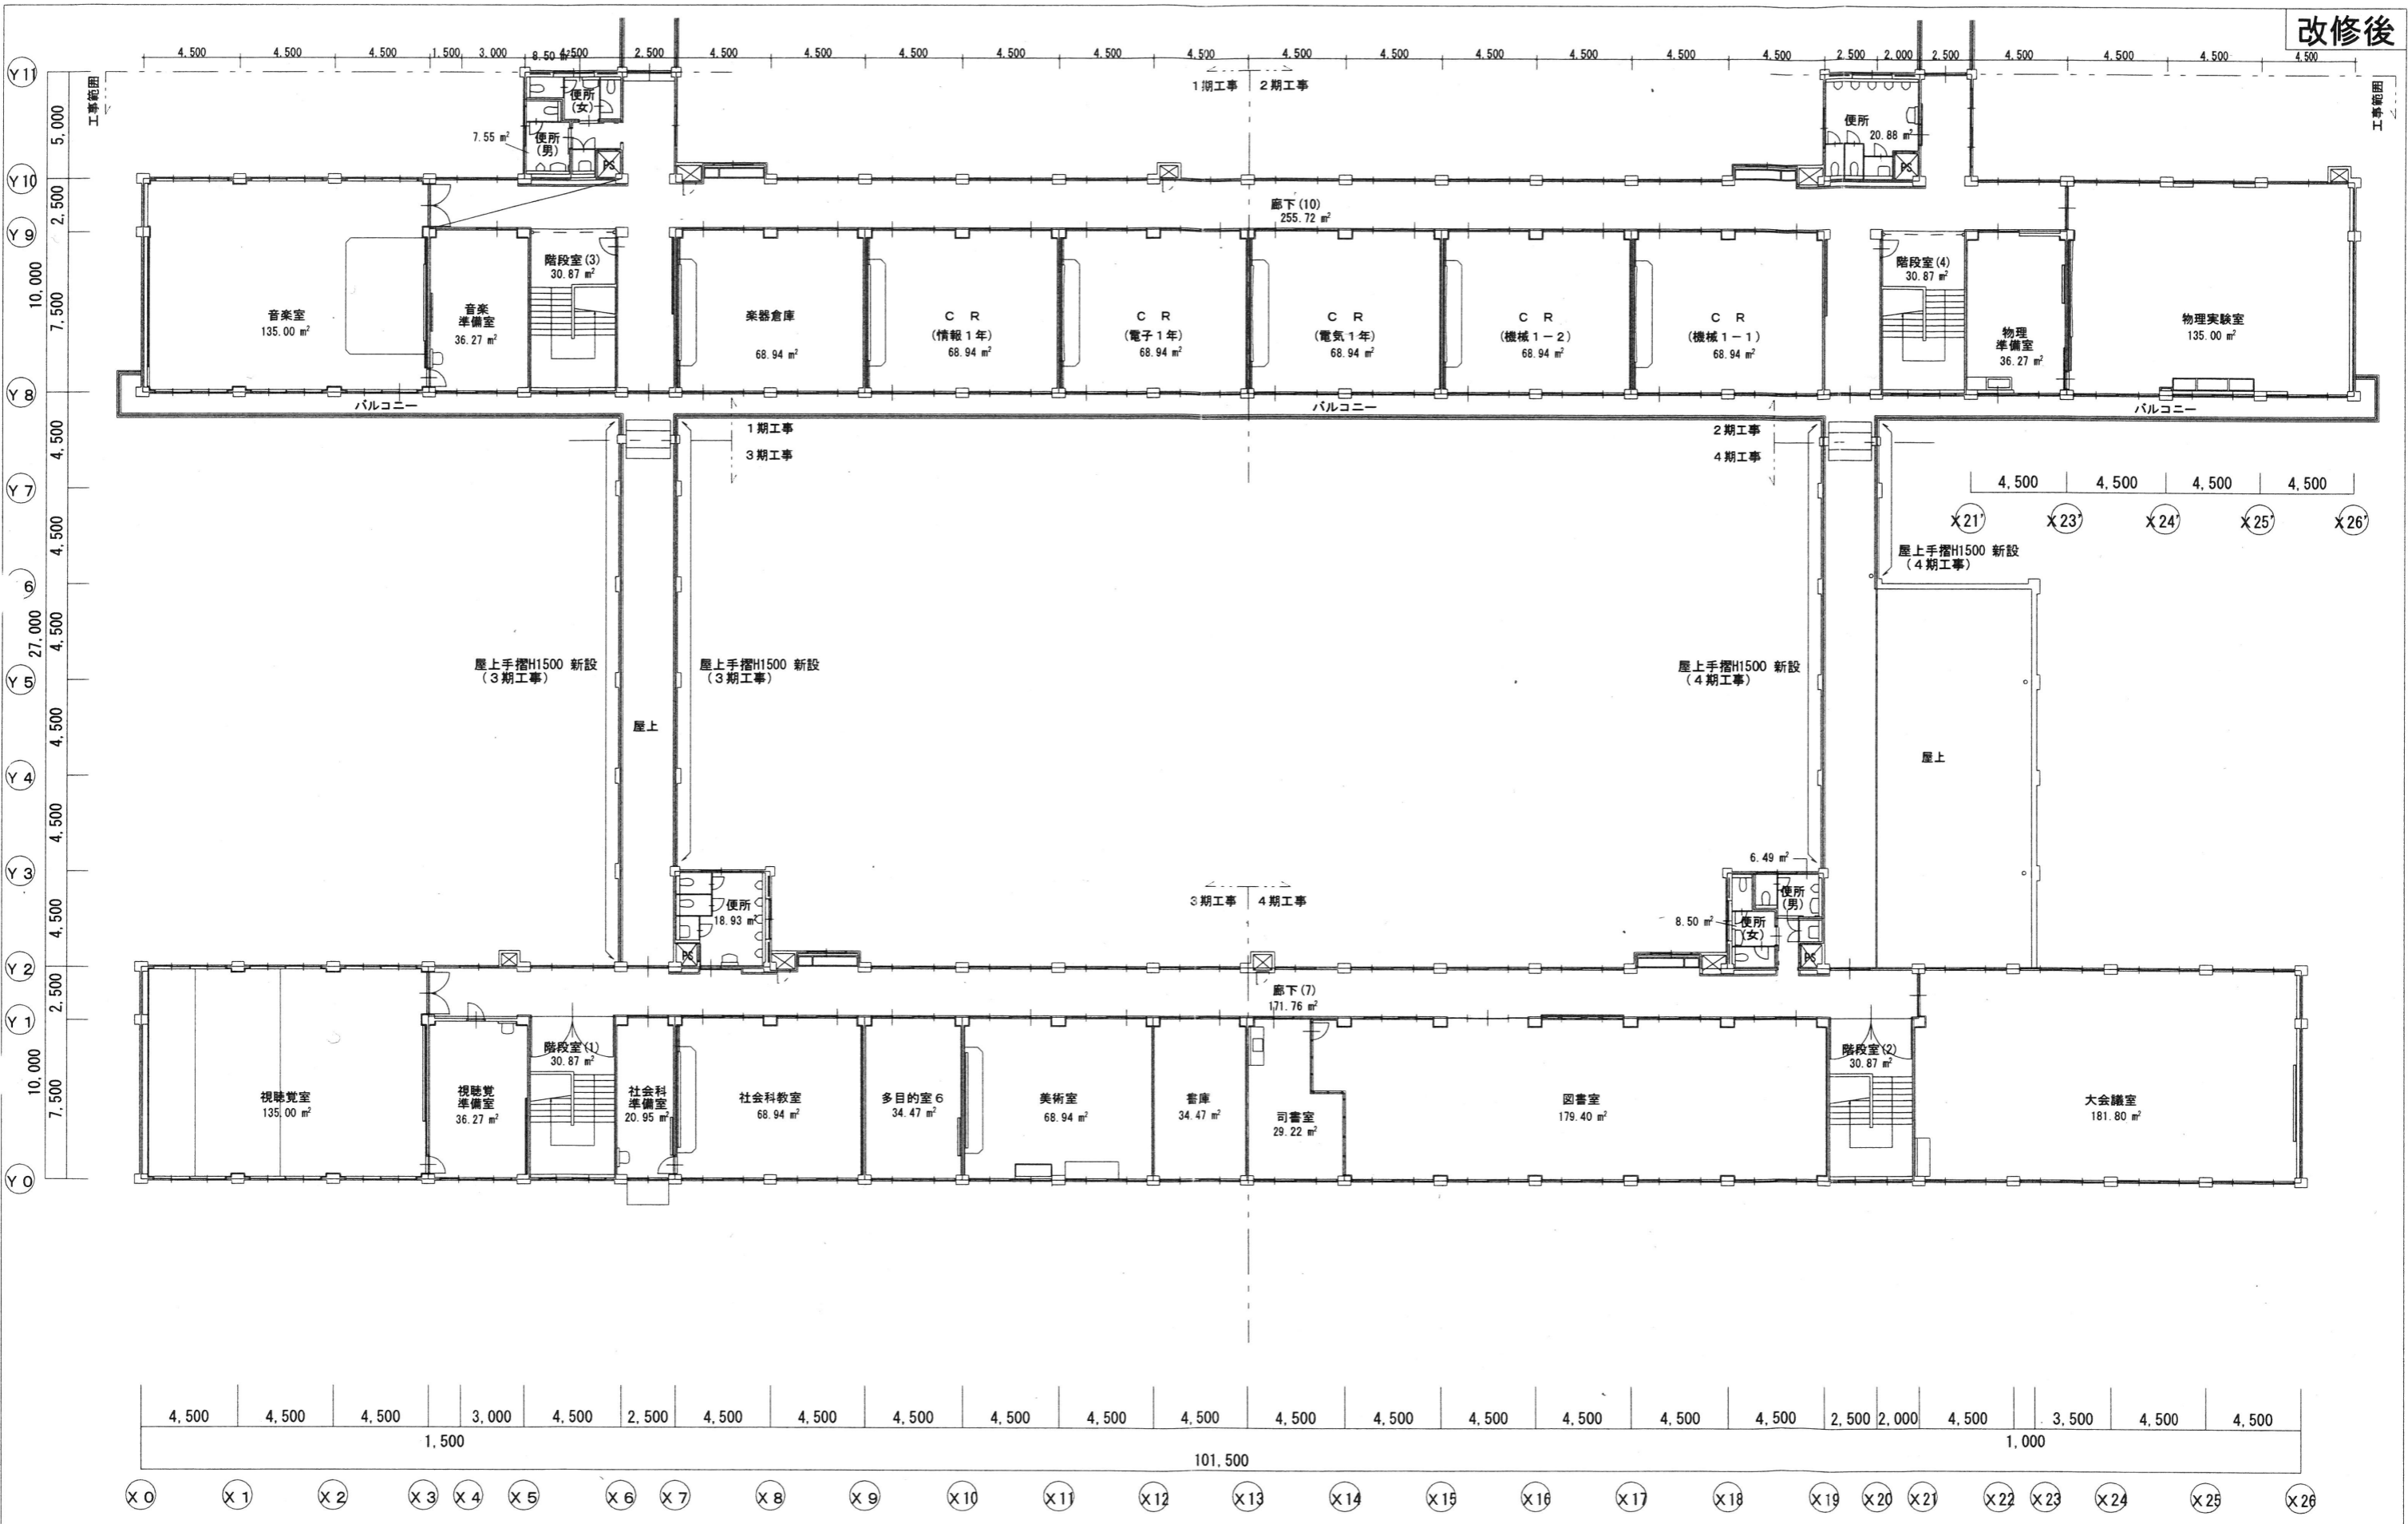 改修後
4,500 4,500 4,500 1,500 3,000 4,500 2,500 4,500 4,500 4,500 4,500 4,500 4,500 4,500 4,500 4,500 4,500 4,500 4,500 2,500 2,000 2,500 4,500 4,500 4,500 4,500
8.50 ㎡
Y11
工事範囲
1期工事 2期工事
工事範囲
便所
(女)
5,000
7.55 ㎡
便所
(男)
PS
便所
20.88 ㎡
PS
Y10
2,500
廊下(10)
255.72 ㎡
Y9
10,000
7,500
音楽室
135.00 ㎡
音楽
準備室
36.27 ㎡
階段室(3)
30.87 ㎡
楽器倉庫
68.94 ㎡
CR
(情報1年)
68.94 ㎡
CR
(電子1年)
68.94 ㎡
CR
(電気1年)
68.94 ㎡
CR
(機械1-2)
68.94 ㎡
CR
(機械1-1)
68.94 ㎡
階段室(4)
30.87 ㎡
物理
準備室
36.27 ㎡
物理実験室
135.00 ㎡
Y8
バルコニー バルコニー バルコニー
1期工事
3期工事
2期工事
4期工事
4,500
Y7
4,500 4,500 4,500 4,500
X21' X23' X24' X25' X26'
4,500
屋上手摺H1500 新設
(4期工事)
6
27,000
4,500
屋上手摺H1500 新設
(3期工事)
屋上手摺H1500 新設
(3期工事)
屋上手摺H1500 新設
(4期工事)
Y5
4,500
屋上
屋上
Y4
4,500
Y3
6.49 ㎡
4,500
便所
18.93 ㎡
PS
3期工事 4期工事
便所
(男)
8.50 ㎡
便所
(女)
PS
Y2
2,500
廊下(7)
171.76 ㎡
Y1
10,000
7,500
視聴覚室
135.00 ㎡
視聴覚
準備室
36.27 ㎡
階段室(1)
30.87 ㎡
社会科
準備室
20.95 ㎡
社会科教室
68.94 ㎡
多目的室6
34.47 ㎡
美術室
68.94 ㎡
書庫
34.47 ㎡
司書室
29.22 ㎡
図書室
179.40 ㎡
階段室(2)
30.87 ㎡
大会議室
181.80 ㎡
Y0
4,500 4,500 4,500 3,000 4,500 2,500 4,500 4,500 4,500 4,500 4,500 4,500 4,500 4,500 4,500 4,500 4,500 4,500 2,500 2,000 4,500 3,500 4,500 4,500
1,500 1,000
101,500
X0 X1 X2 X3 X4 X5 X6 X7 X8 X9 X10 X11 X12 X13 X14 X15 X16 X17 X18 X19 X20 X21 X22 X23 X24 X25 X26